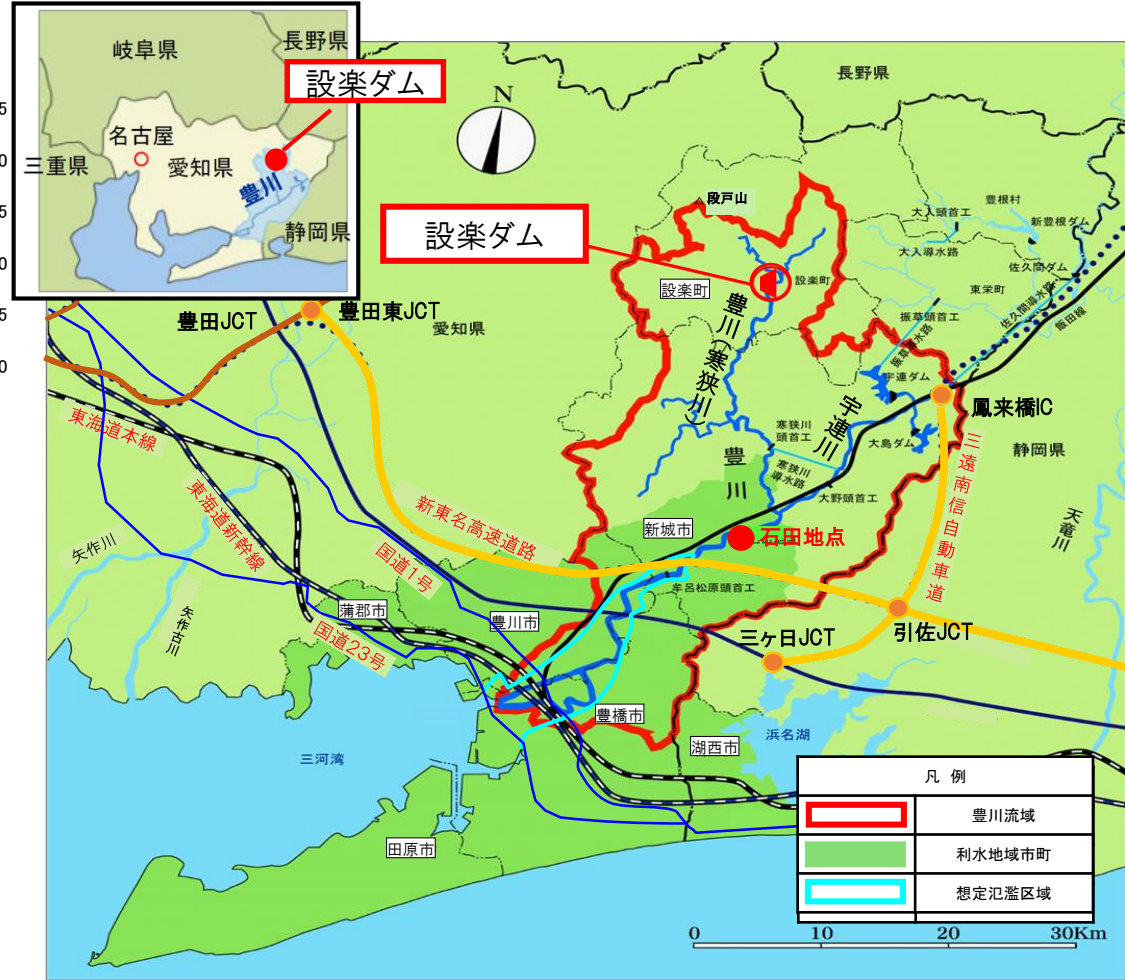 岐阜県
長野県
設楽ダム
名古屋
三重県
愛知県
豊川
静岡県
5
0
5
0
5
0
N
長野県
段戸山
豊根村
大入頭首工
新豊根ダム
大入導水路
設楽ダム
佐久間ダム
設楽町
設楽町
東栄町
佐久間導水路
飯田線
振草頭首工
振草導水路
豊田JCT
豊田東JCT
愛知県
豊川(寒狭川)
宇連ダム
宇連川
鳳来橋IC
東海道本線
寒狭川
頭首工
大島ダム
静岡県
三遠南信自動車道
豊川
寒狭川
導水路
大野頭首工
東海道新幹線
新東名高速道路
新城市
石田地点
天竜川
矢作川
国道1号
牟呂松原頭首工
矢作古川
蒲郡市
豊川市
国道23号
三ヶ日JCT
引佐JCT
豊橋市
湖西市
浜名湖
三河湾
田原市
凡 例
豊川流域
利水地域市町
想定氾濫区域
0 10 20 30Km